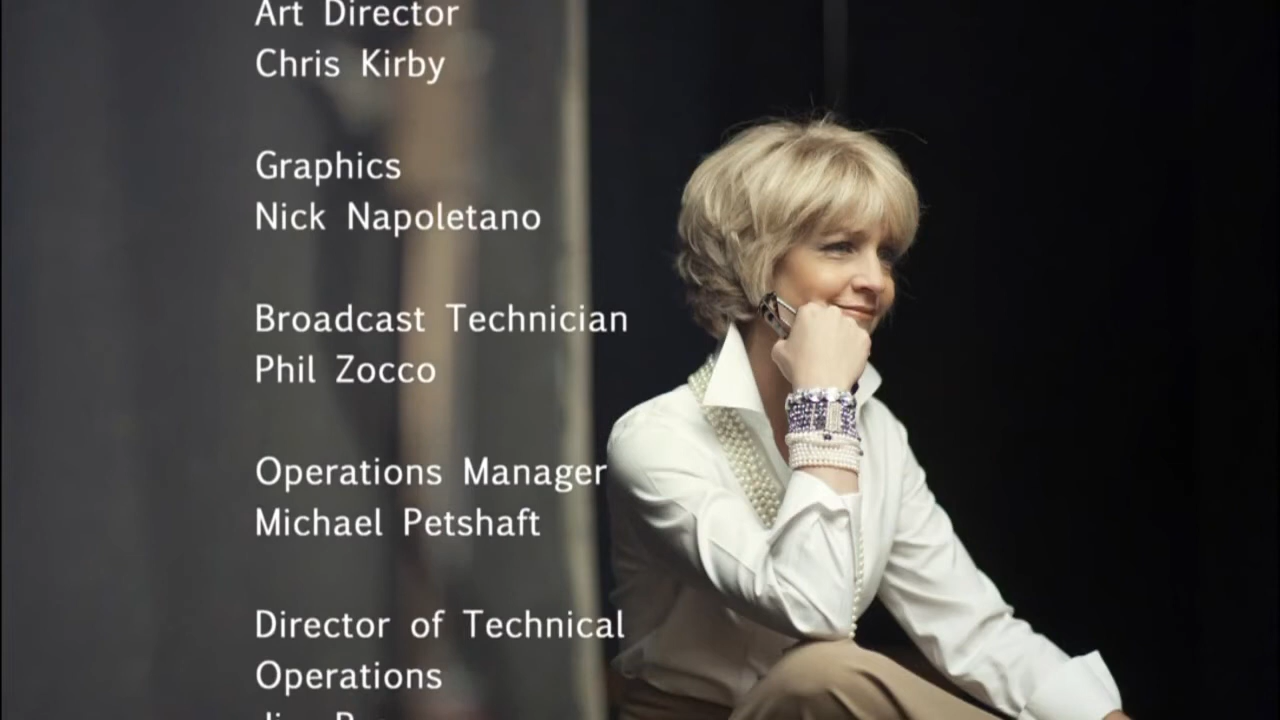 Art Director
Chris Kirby
Graphics
Nick Napoletano
Broadcast Technician
Phil Zocco
Operations Manager
Michael Petshaft
Director of Technical
Operations